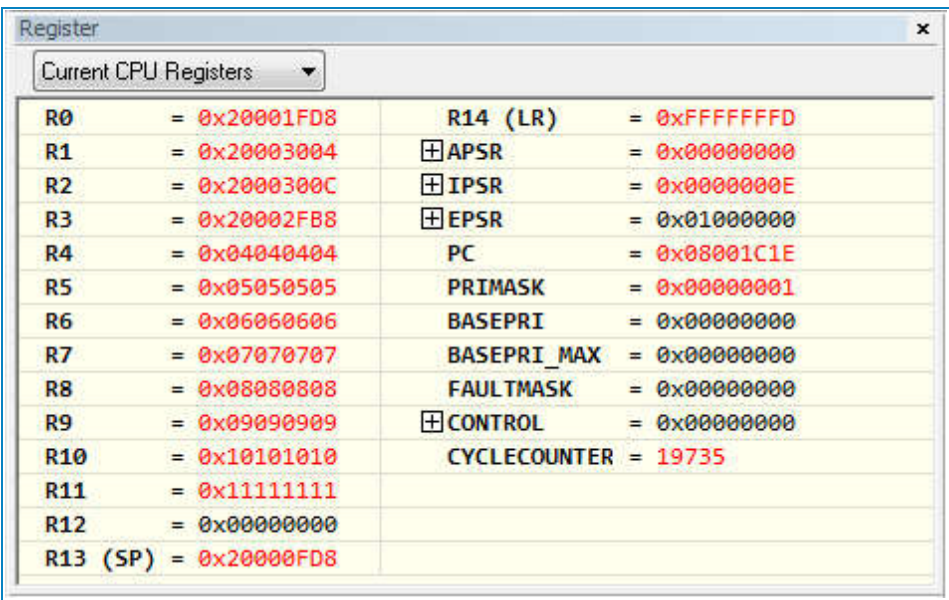 Register
Current CPU Registers
R0 = 0x20001FD8 R14 (LR) = 0xFFFFFFFD
R1 = 0x20003004 APSR = 0x00000000
R2 = 0x2000300C IPSR = 0x0000000E
R3 = 0x20002FB8 EPSR = 0x01000000
R4 = 0x04040404 PC = 0x08001C1E
R5 = 0x05050505 PRIMASK = 0x00000001
R6 = 0x06060606 BASEPRI = 0x00000000
R7 = 0x07070707 BASEPRI_MAX = 0x00000000
R8 = 0x08080808 FAULTMASK = 0x00000000
R9 = 0x09090909 CONTROL = 0x00000000
R10 = 0x10101010 CYCLECOUNTER = 19735
R11 = 0x11111111
R12 = 0x00000000
R13 (SP) = 0x20000FD8